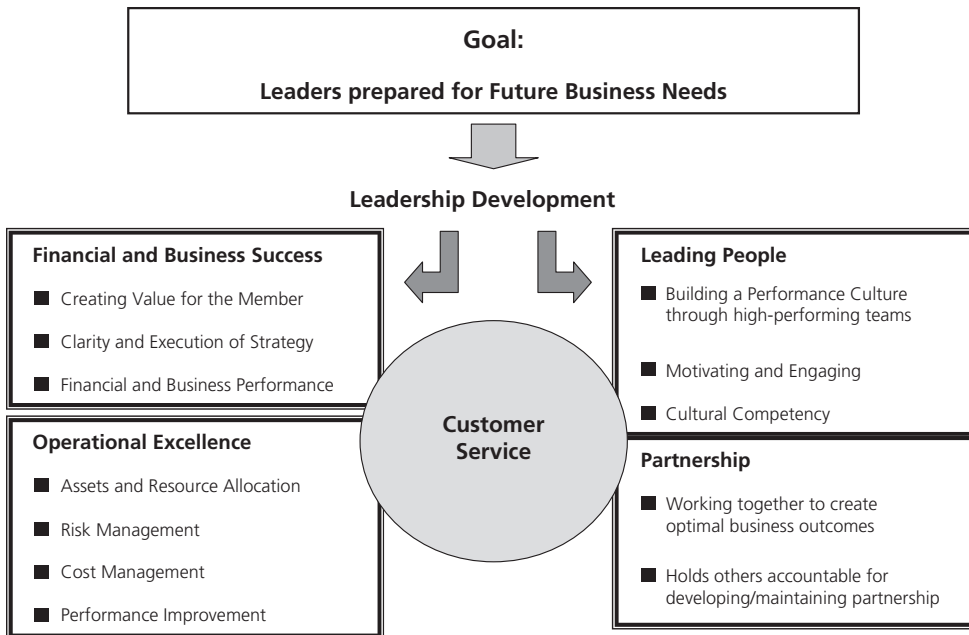 Goal:
Leaders prepared for Future Business Needs
Leadership Development
Financial and Business Success
Creating Value for the Member
Clarity and Execution of Strategy
Financial and Business Performance
Leading People
Building a Performance Culture
through high-performing teams
Motivating and Engaging
Cultural Competency
Customer
Service
Operational Excellence
Assets and Resource Allocation
Risk Management
Cost Management
Performance Improvement
Partnership
Working together to create
optimal business outcomes
Holds others accountable for
developing/maintaining partnership